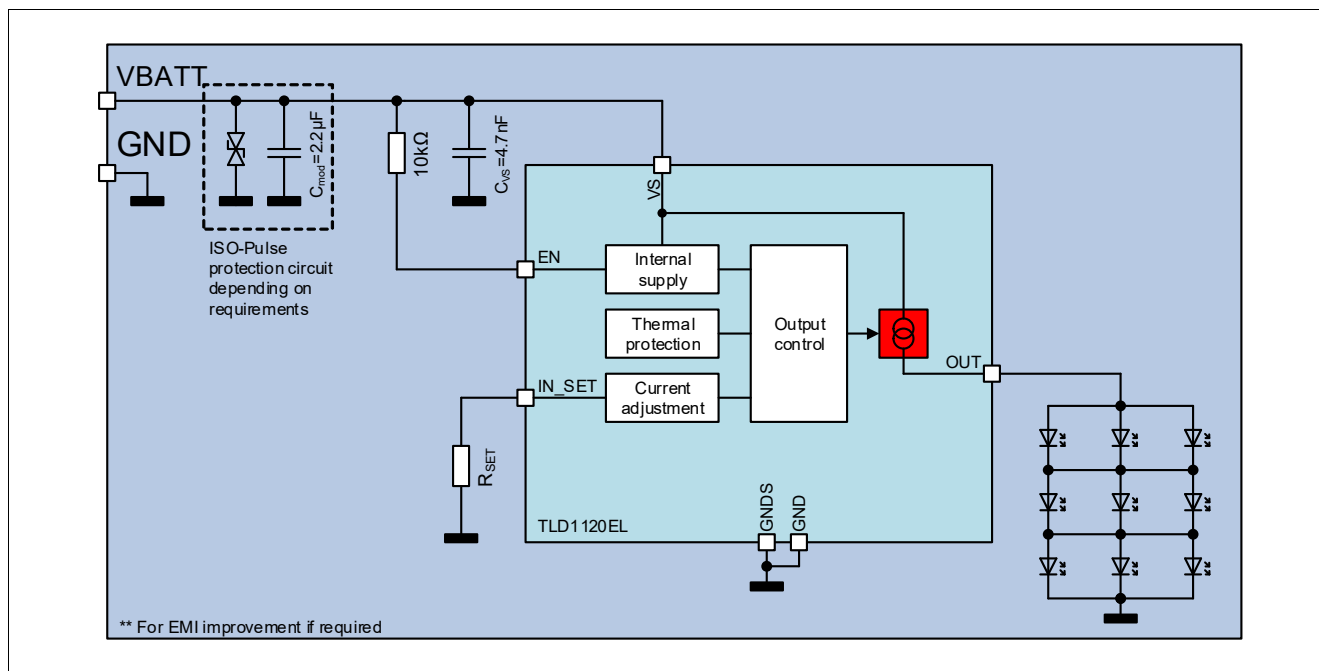 VBATT
GND
Cmod=2.2µF
10kΩ
CVS=4.7nF
ISO-Pulse
protection circuit
depending on
requirements
VS
EN
Internal
supply
Thermal
protection
Output
control
OUT
IN_SET
Current
adjustment
RSET
GNDS
GND
TLD1120EL
** For EMI improvement if required